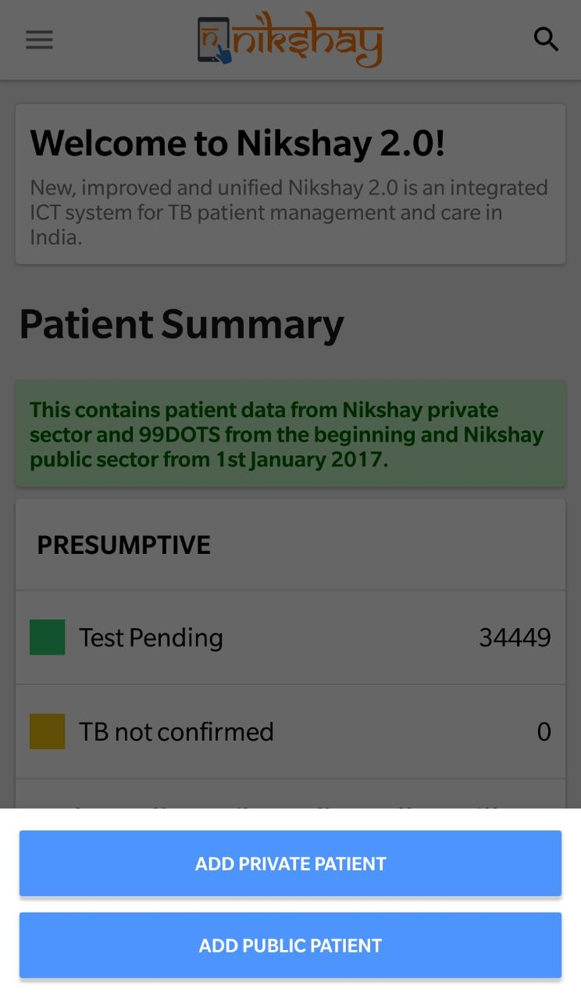 nikshay
Welcome to Nikshay 2.0!
New, improved and unified Nikshay 2.0 is an integrated
ICT system for TB patient management and care in
India.
Patient Summary
This contains patient data from Nikshay private
sector and 99DOTS from the beginning and Nikshay
public sector from 1st January 2017.
PRESUMPTIVE
Test Pending 34449
TB not confirmed 0
ADD PRIVATE PATIENT
ADD PUBLIC PATIENT